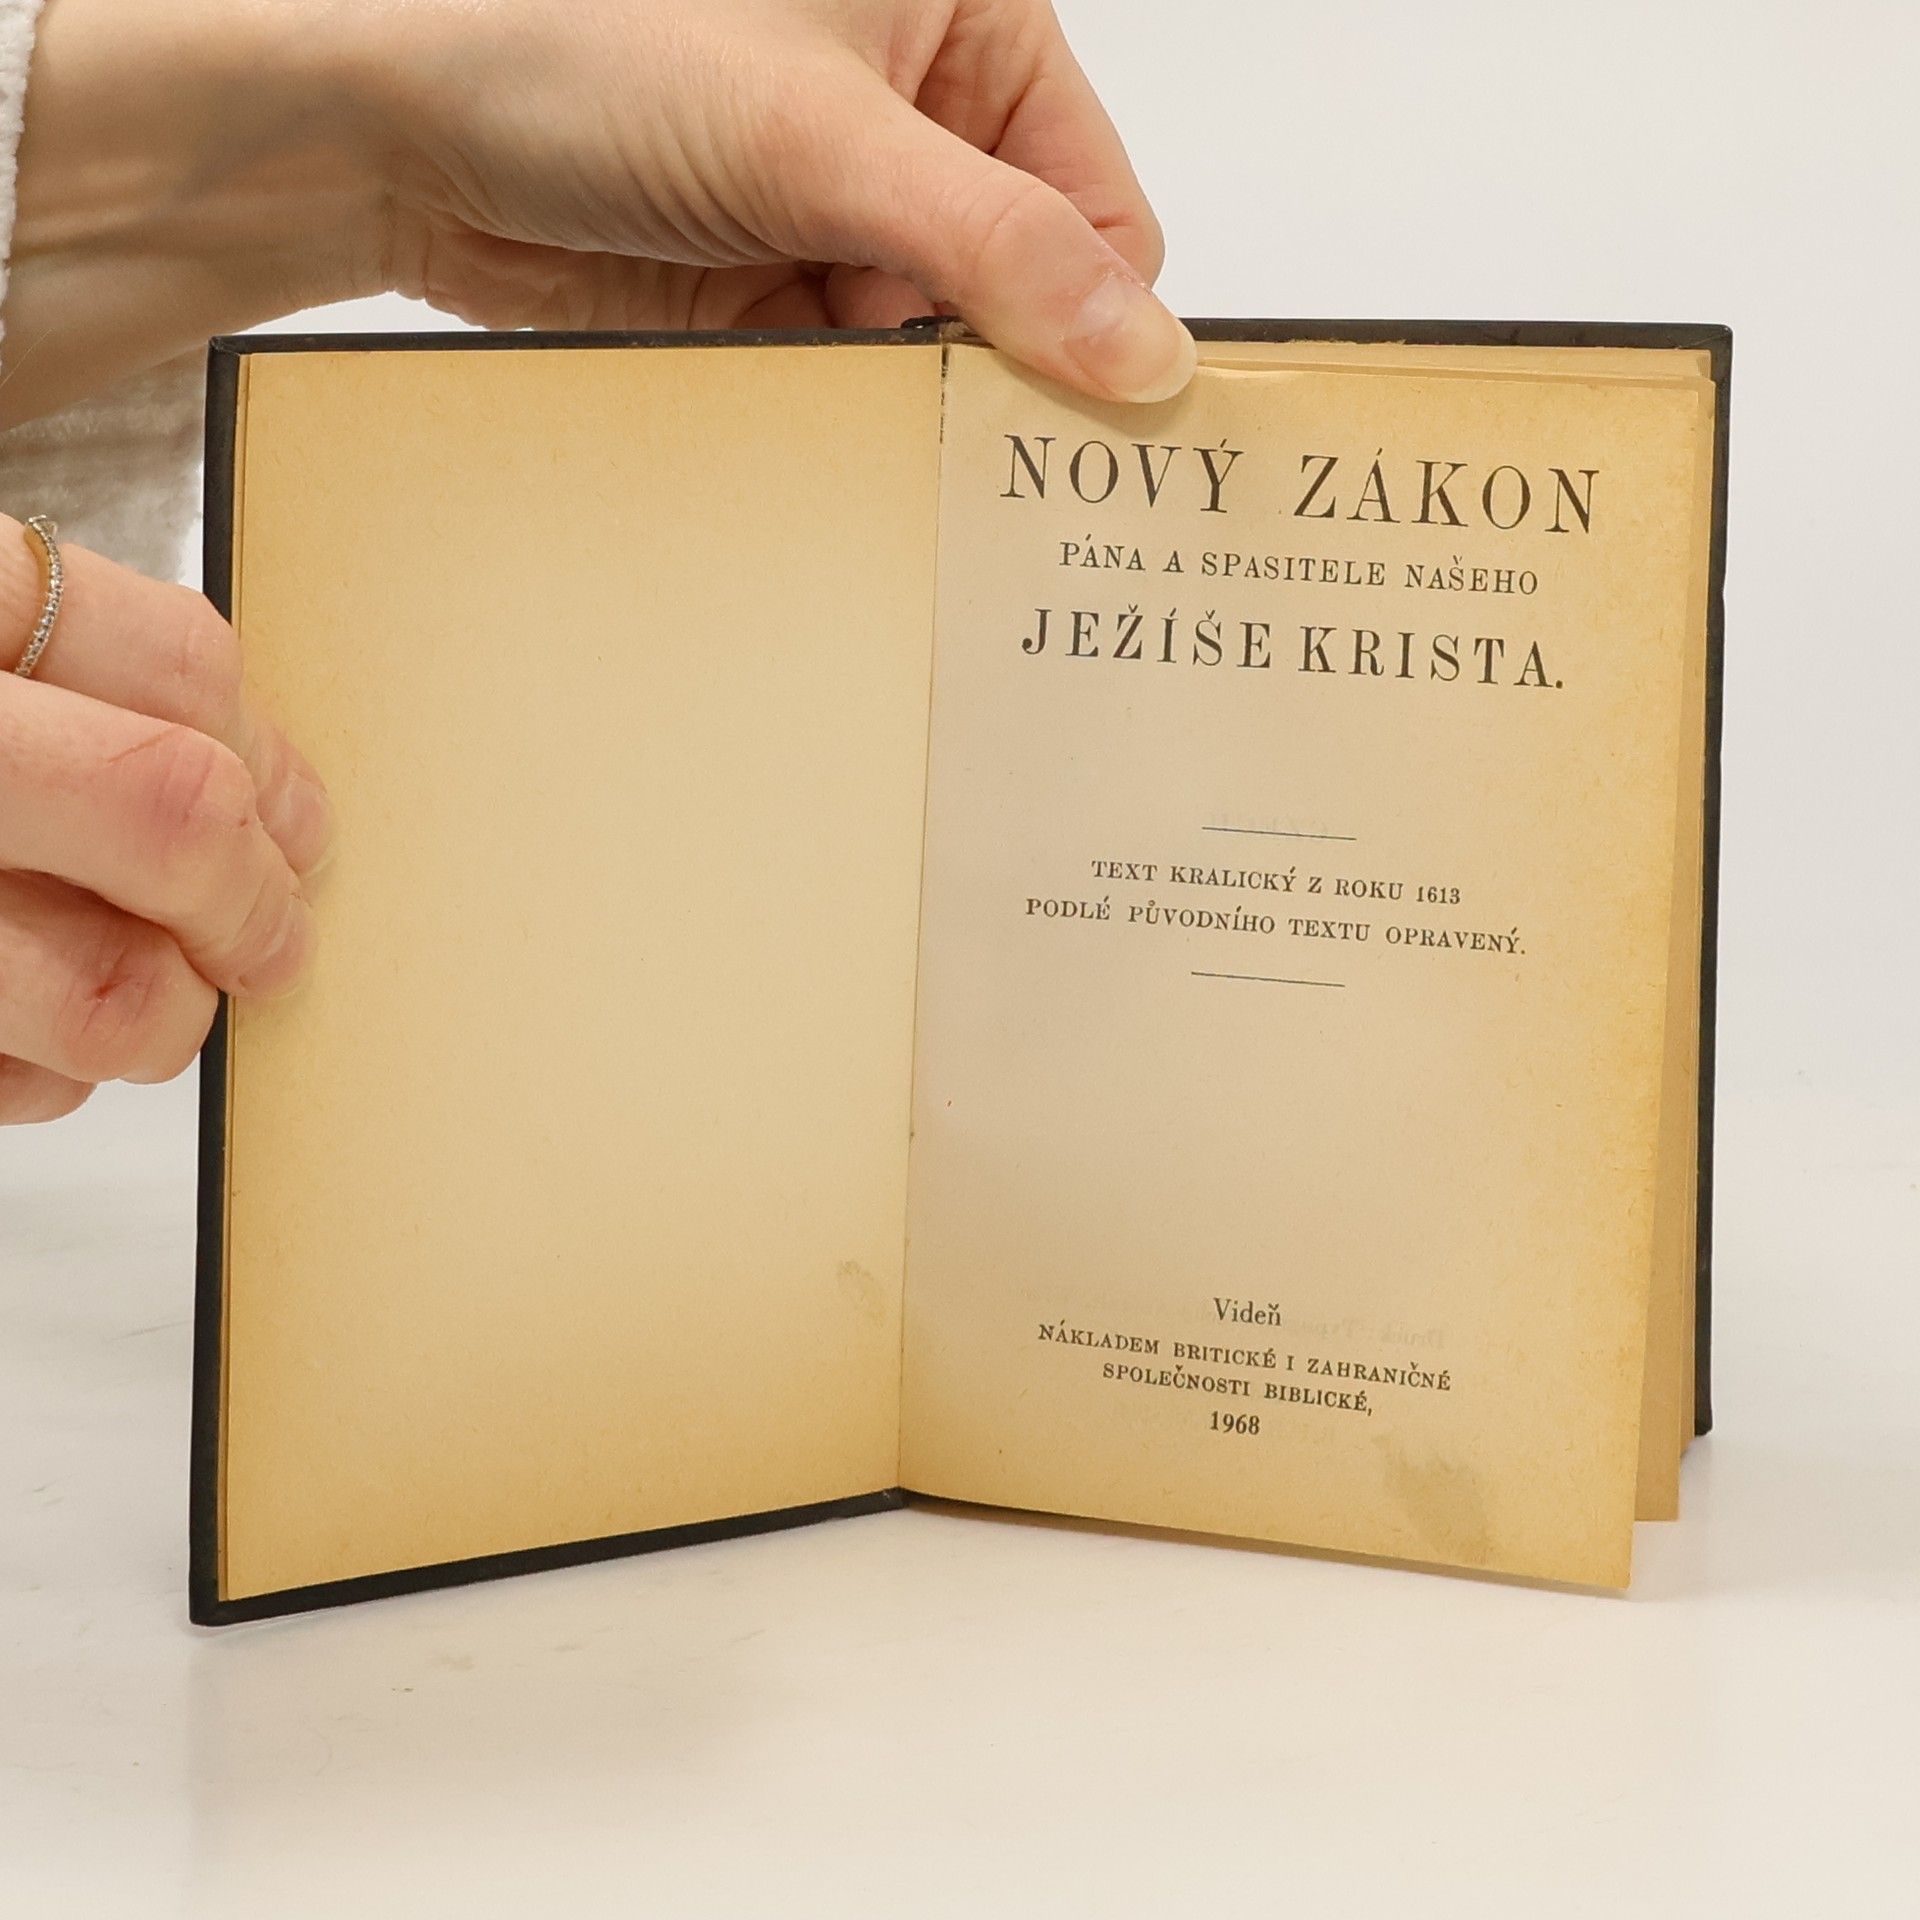 NOVÝ ZÁKON
PÁNA A SPASITELE NAŠEHO
JEŽÍŠE KRISTA.
TEXT KRALICKÝ Z ROKU 1613
PODLÉ PŮVODNÍHO TEXTU OPRAVENÝ.
Videň
NÁKLADEM BRITICKÉ I ZAHRANIČNÉ
SPOLEČNOSTI BIBLICKÉ,
1968